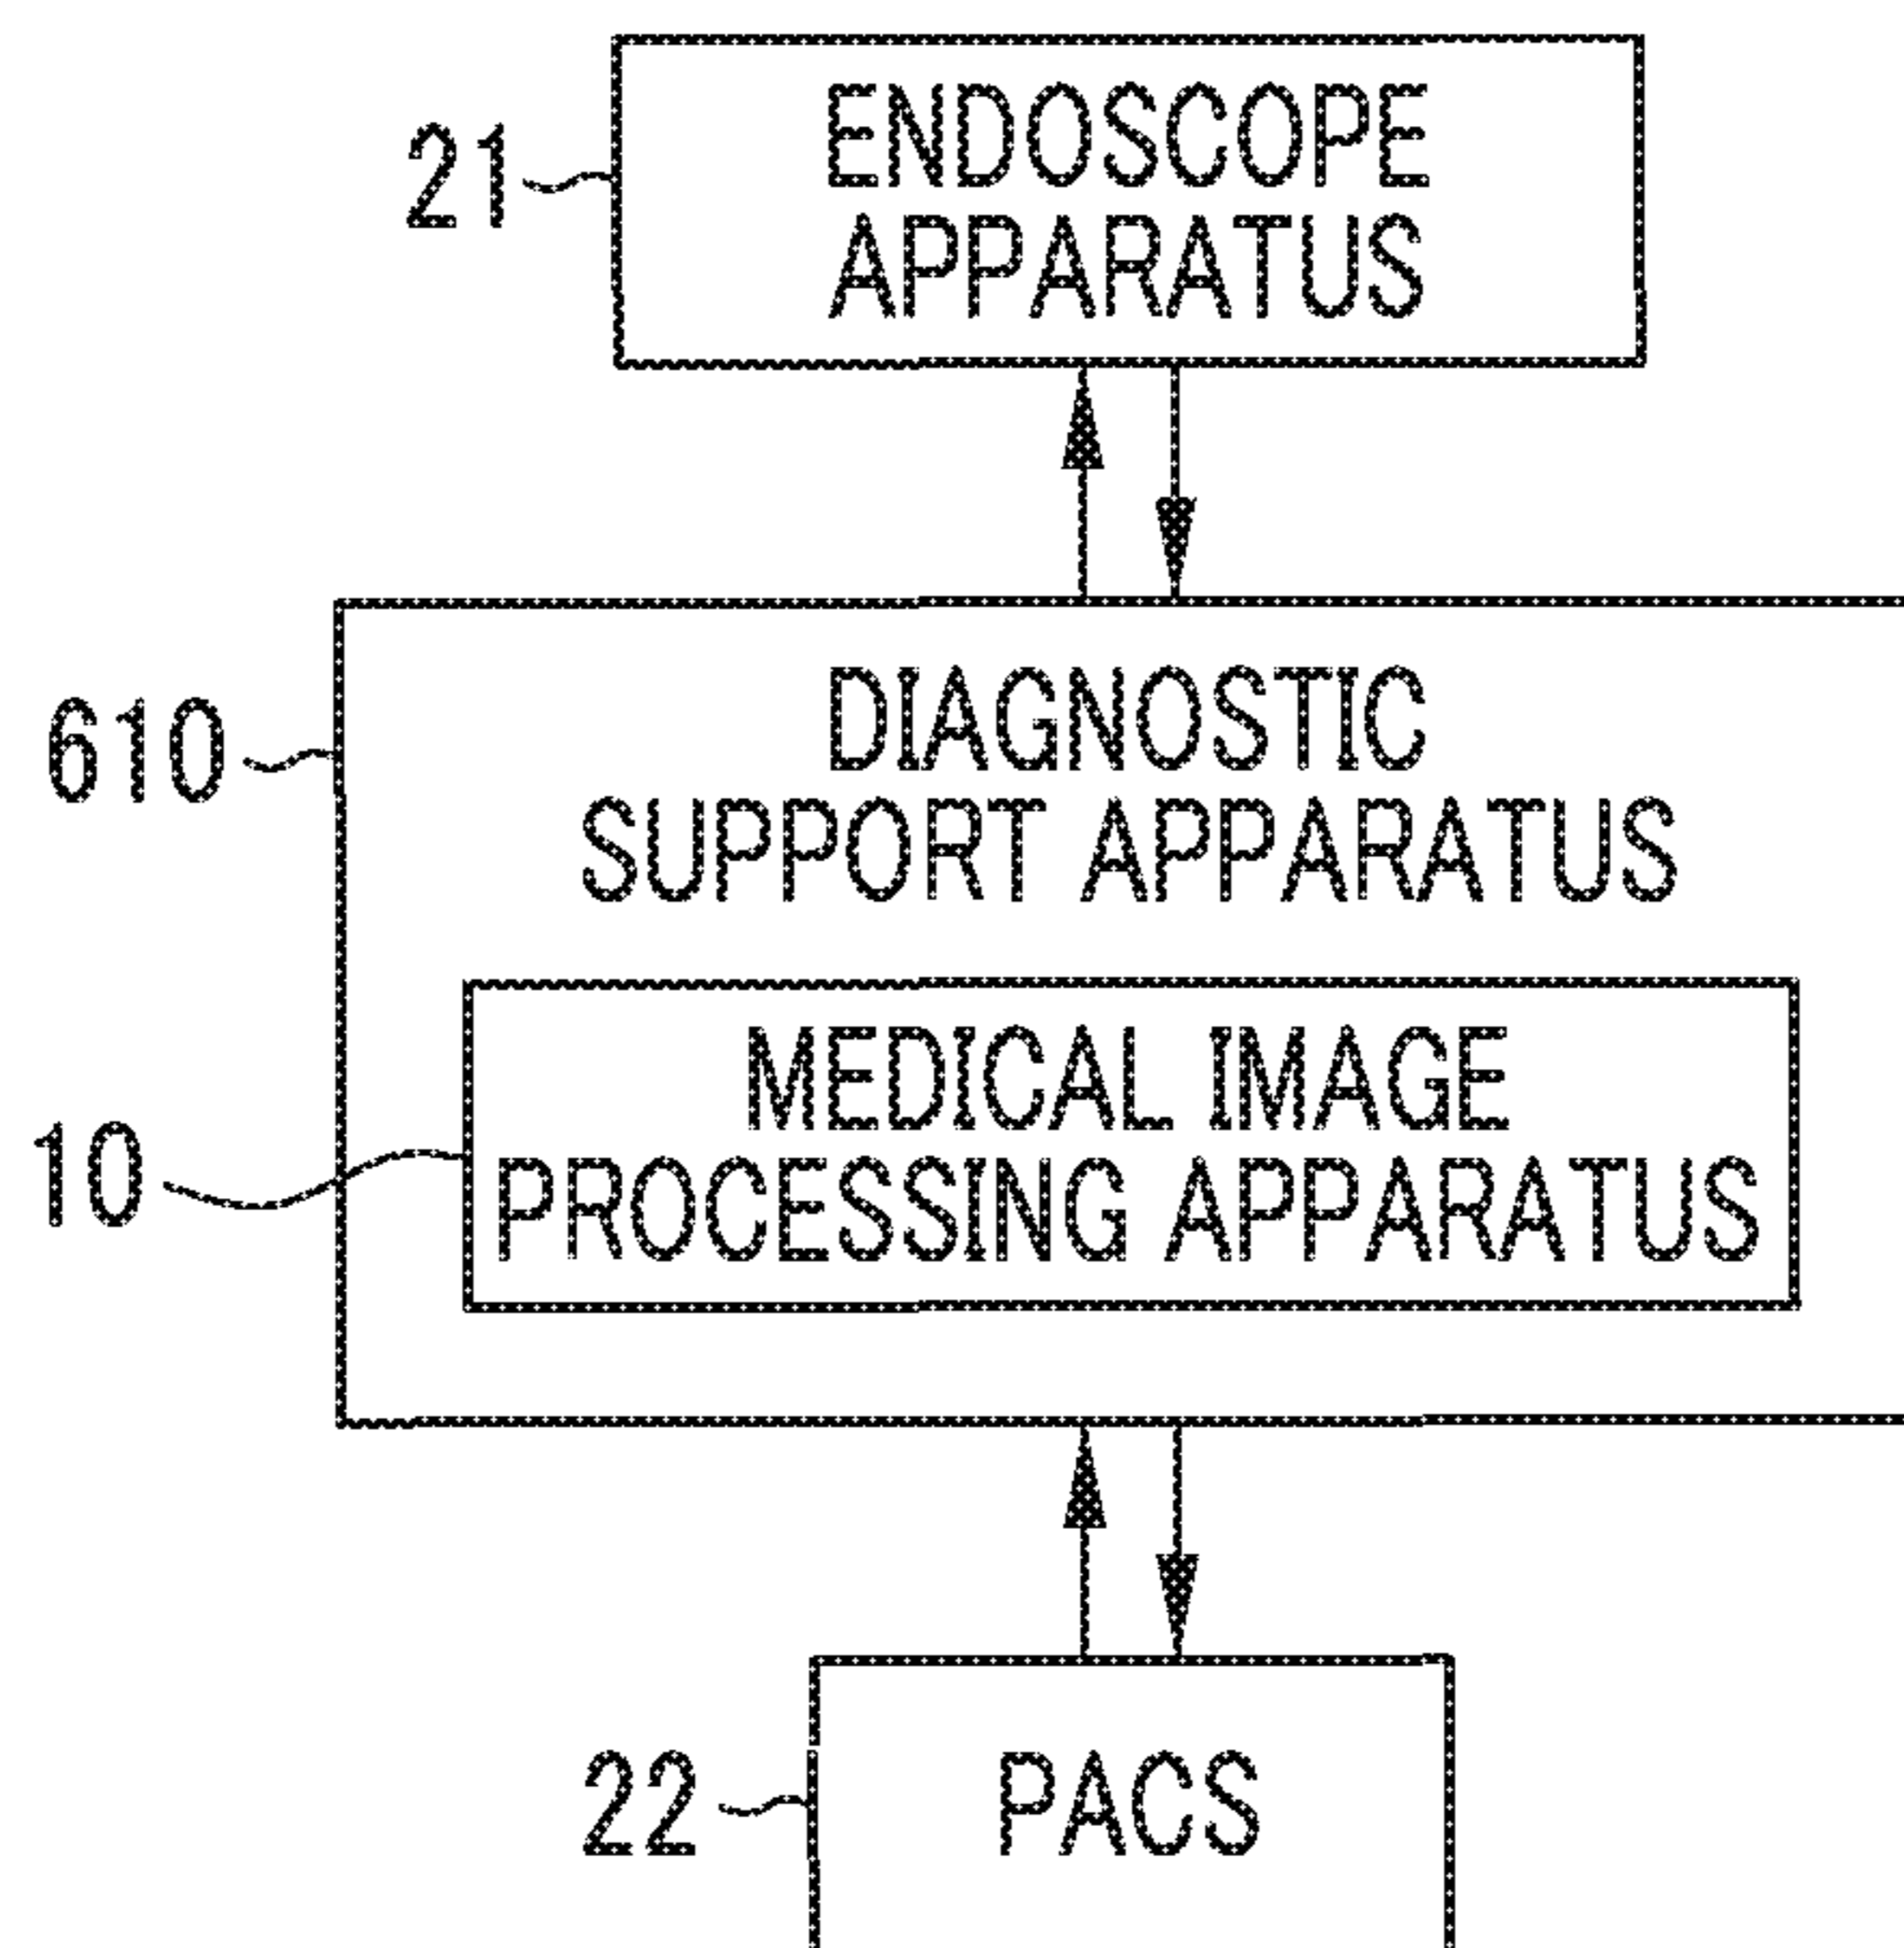 21
ENDOSCOPE
APPARATUS
610
DIAGNOSTIC
SUPPORT APPARATUS
10
MEDICAL IMAGE
PROCESSING APPARATUS
22
PACS